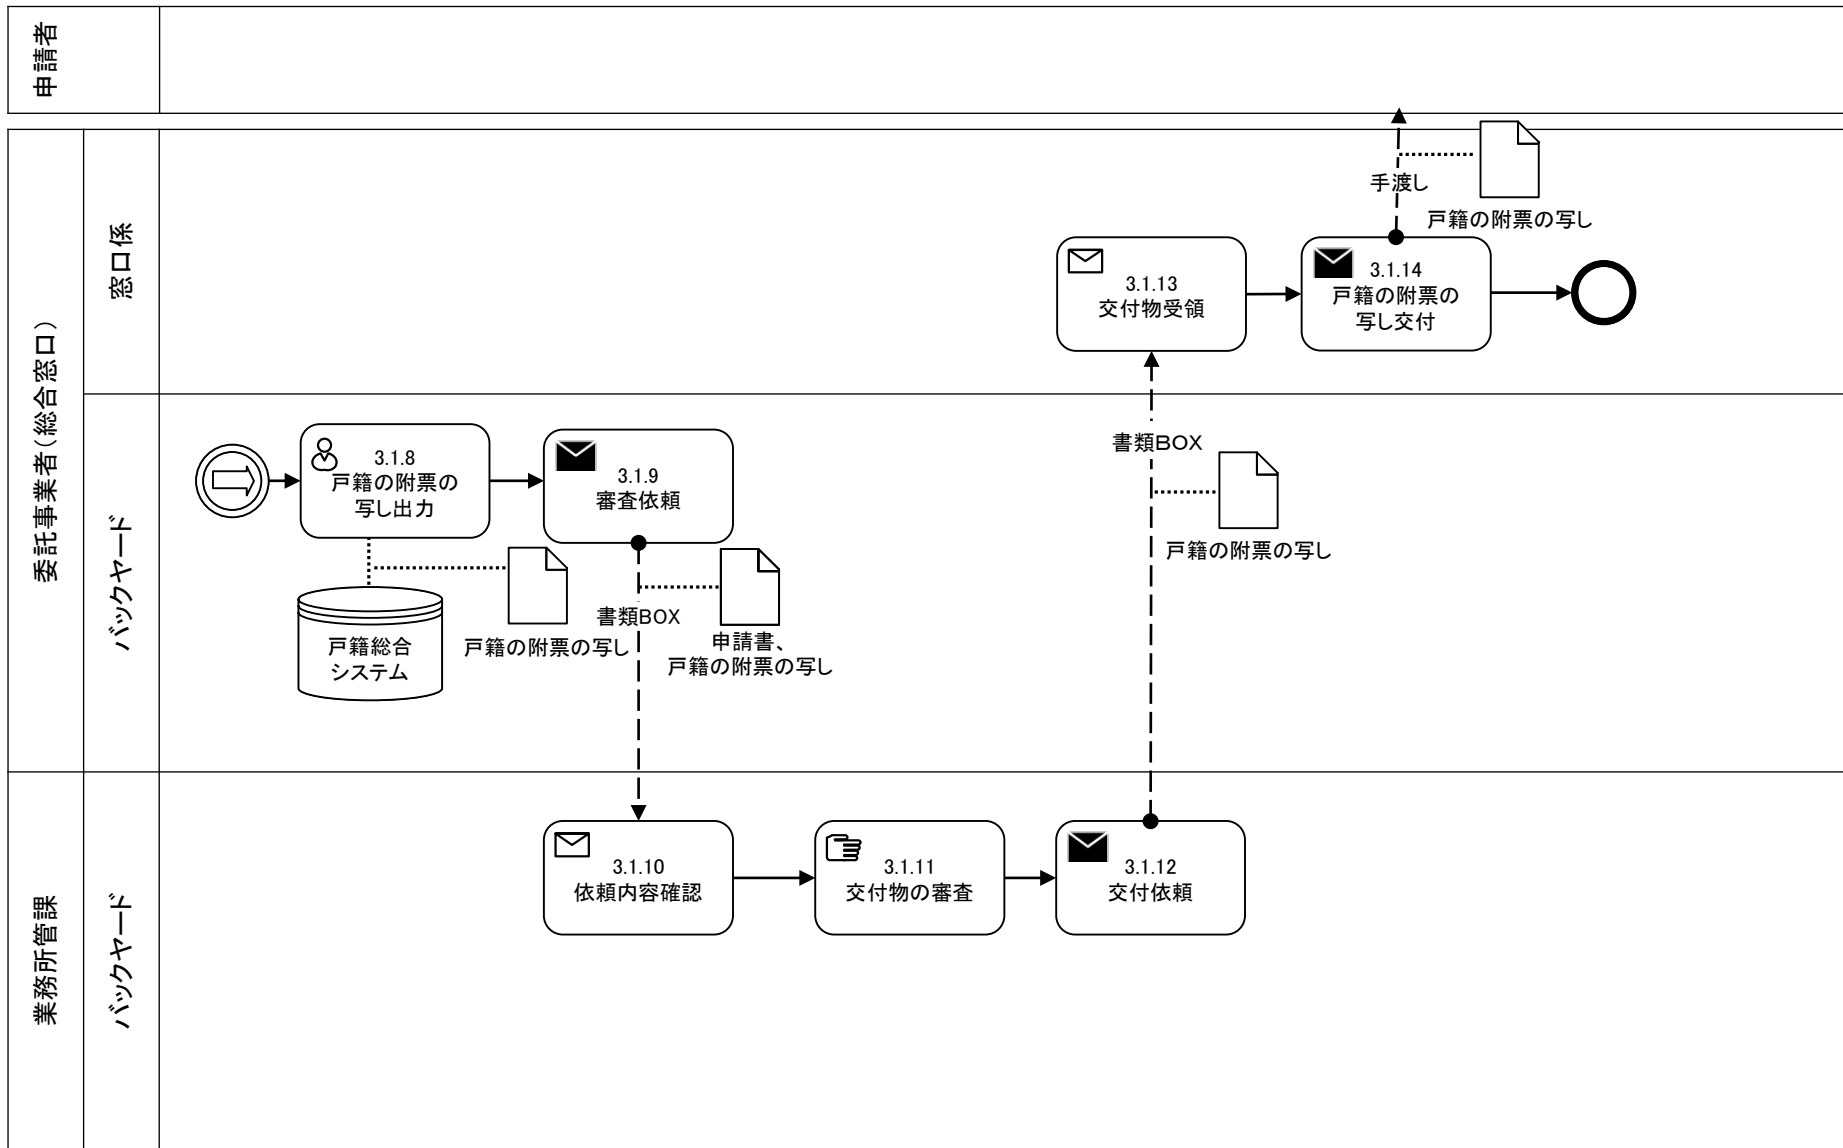 申請者
委託事業者（総合窓口）
窓口係
手渡し
戸籍の附票の写し
3.1.13
交付物受領
3.1.14
戸籍の附票の
写し交付
バックヤード
3.1.8
戸籍の附票の
写し出力
3.1.9
審査依頼
書類BOX
戸籍の附票の写し
戸籍総合
システム
戸籍の附票の写し
書類BOX
申請書、
戸籍の附票の写し
業務所管課
バックヤード
3.1.10
依頼内容確認
3.1.11
交付物の審査
3.1.12
交付依頼